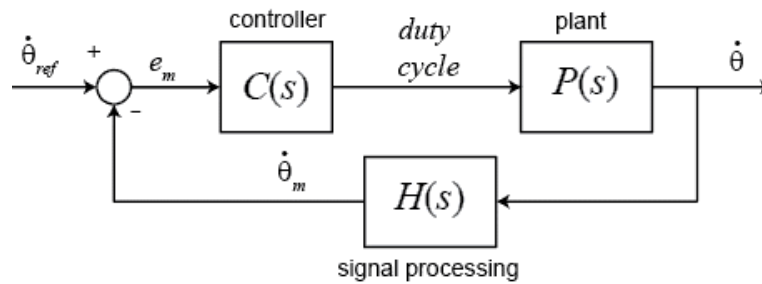 controller
duty
cycle
plant
θ̇ref
+
−
em
C(s)
P(s)
θ̇
θ̇m
H(s)
signal processing